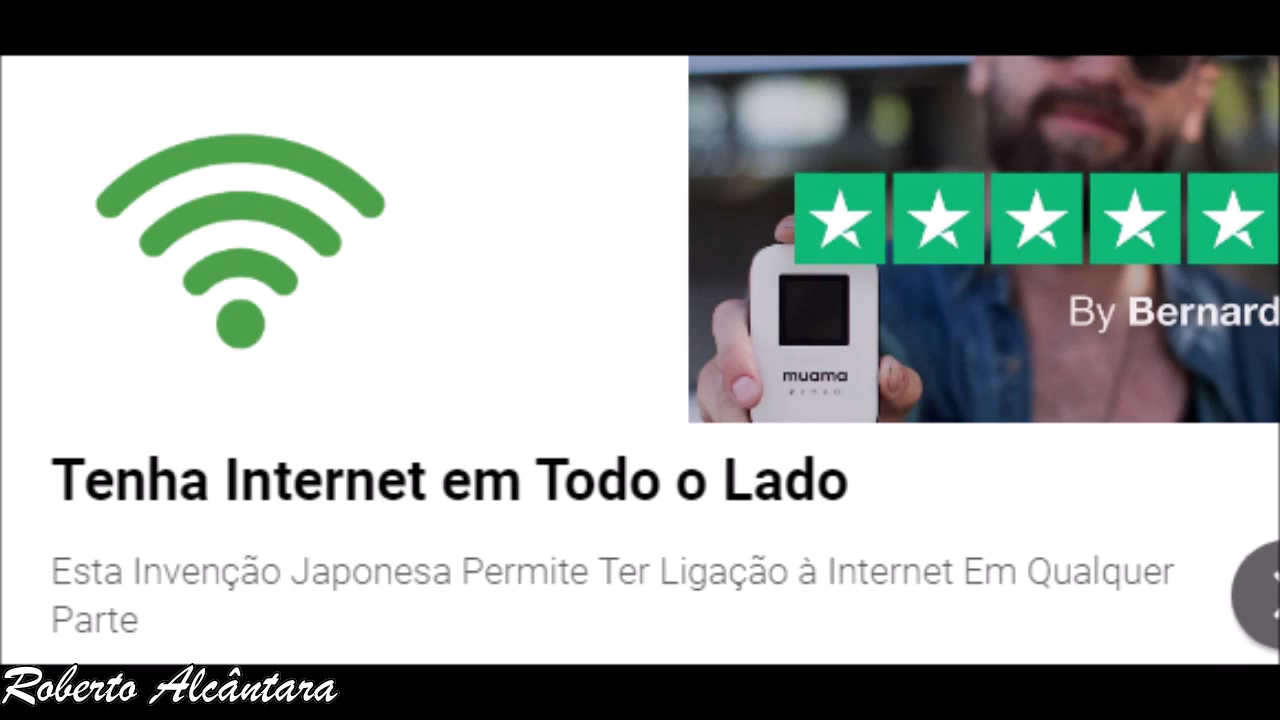 By Bernard
muama
Tenha Internet em Todo o Lado
Esta Invenção Japonesa Permite Ter Ligação à Internet Em Qualquer
Parte
Roberto Alcântara